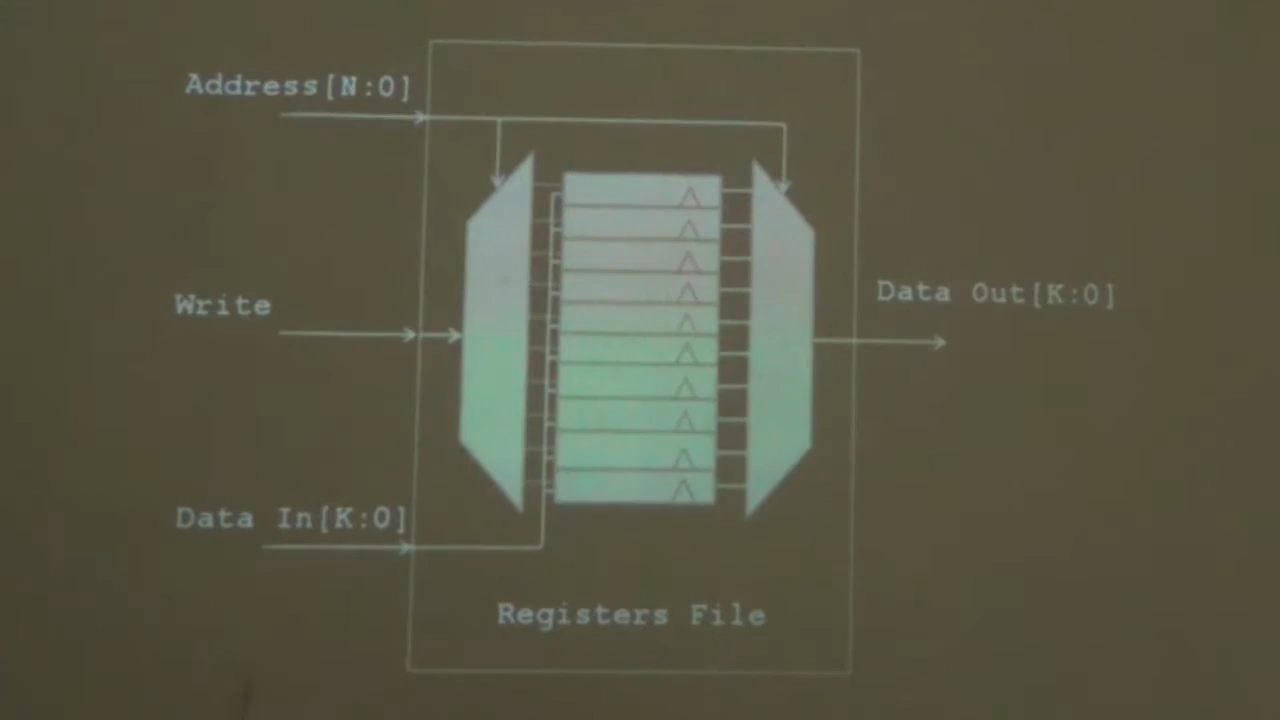 Address[N:0]
Write
Data Out[K:0]
Data In[K:0]
Registers File